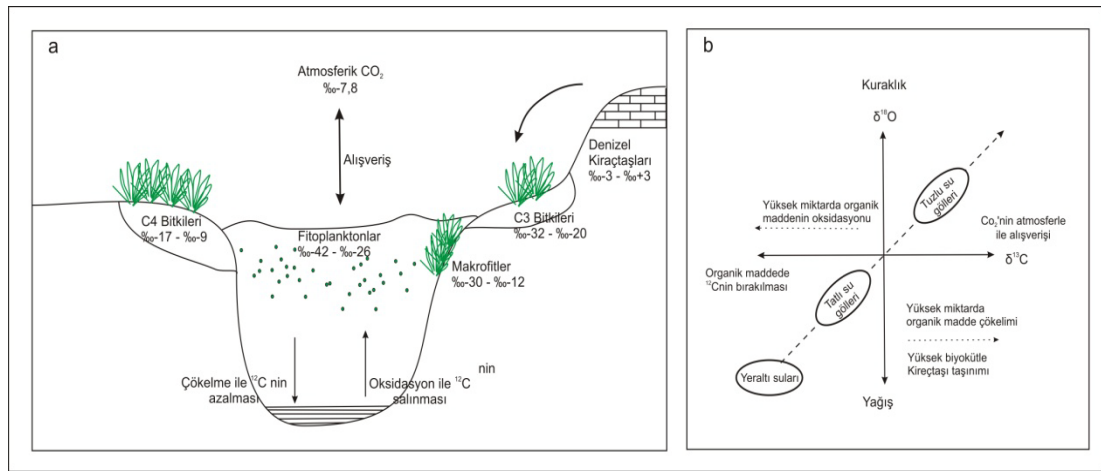 a
Atmosferik CO₂
‰-7,8
Alışveriş
Denizel
Kiraçtaşları
‰-3 - ‰+3
C4 Bitkileri
‰-17 - ‰-9
Fitoplanktonlar
‰-42 - ‰-26
C3 Bitkileri
‰-32 - ‰-20
Makrofitler
‰-30 - ‰-12
Çökelme ile ¹²C nin
azalması
nin
Oksidasyon ile ¹²C
salınması
b
Kuraklık
δ¹⁸O
Tuzlu su
gölleri
Yüksek miktarda organik
maddenin oksidasyonu
Co₂'nin atmosferle
ile alışverişi
δ¹³C
Organik maddede
¹²Cnin bırakılması
Tatlı su
gölleri
Yüksek miktarda
organik madde çökelimi
Yüksek biyokütle
Kireçtaşı taşınımı
Yeraltı suları
Yağış